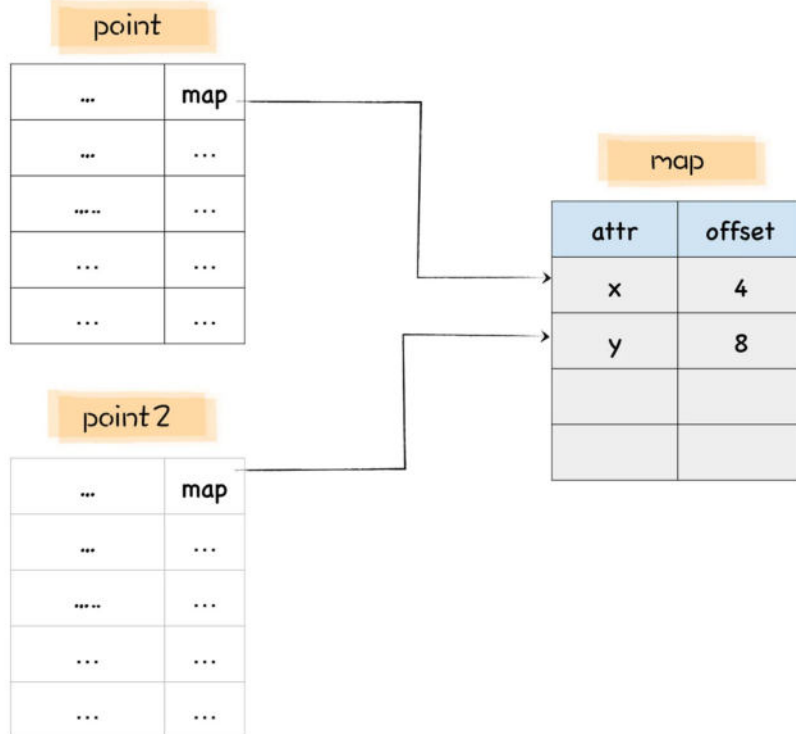 point
... map
... ...
..... ...
... ...
... ...
map
attr offset
x 4
y 8
point2
... map
... ...
..... ...
... ...
... ...